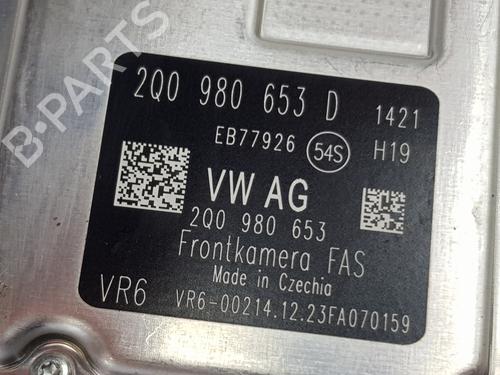 B-PARTS
2Q0 980 653 D 1421
EB77926 54S H19
VW AG
2Q0 980 653
Frontkamera FAS
Made in Czechia
VR6 VR6-00214.12.23FA070159